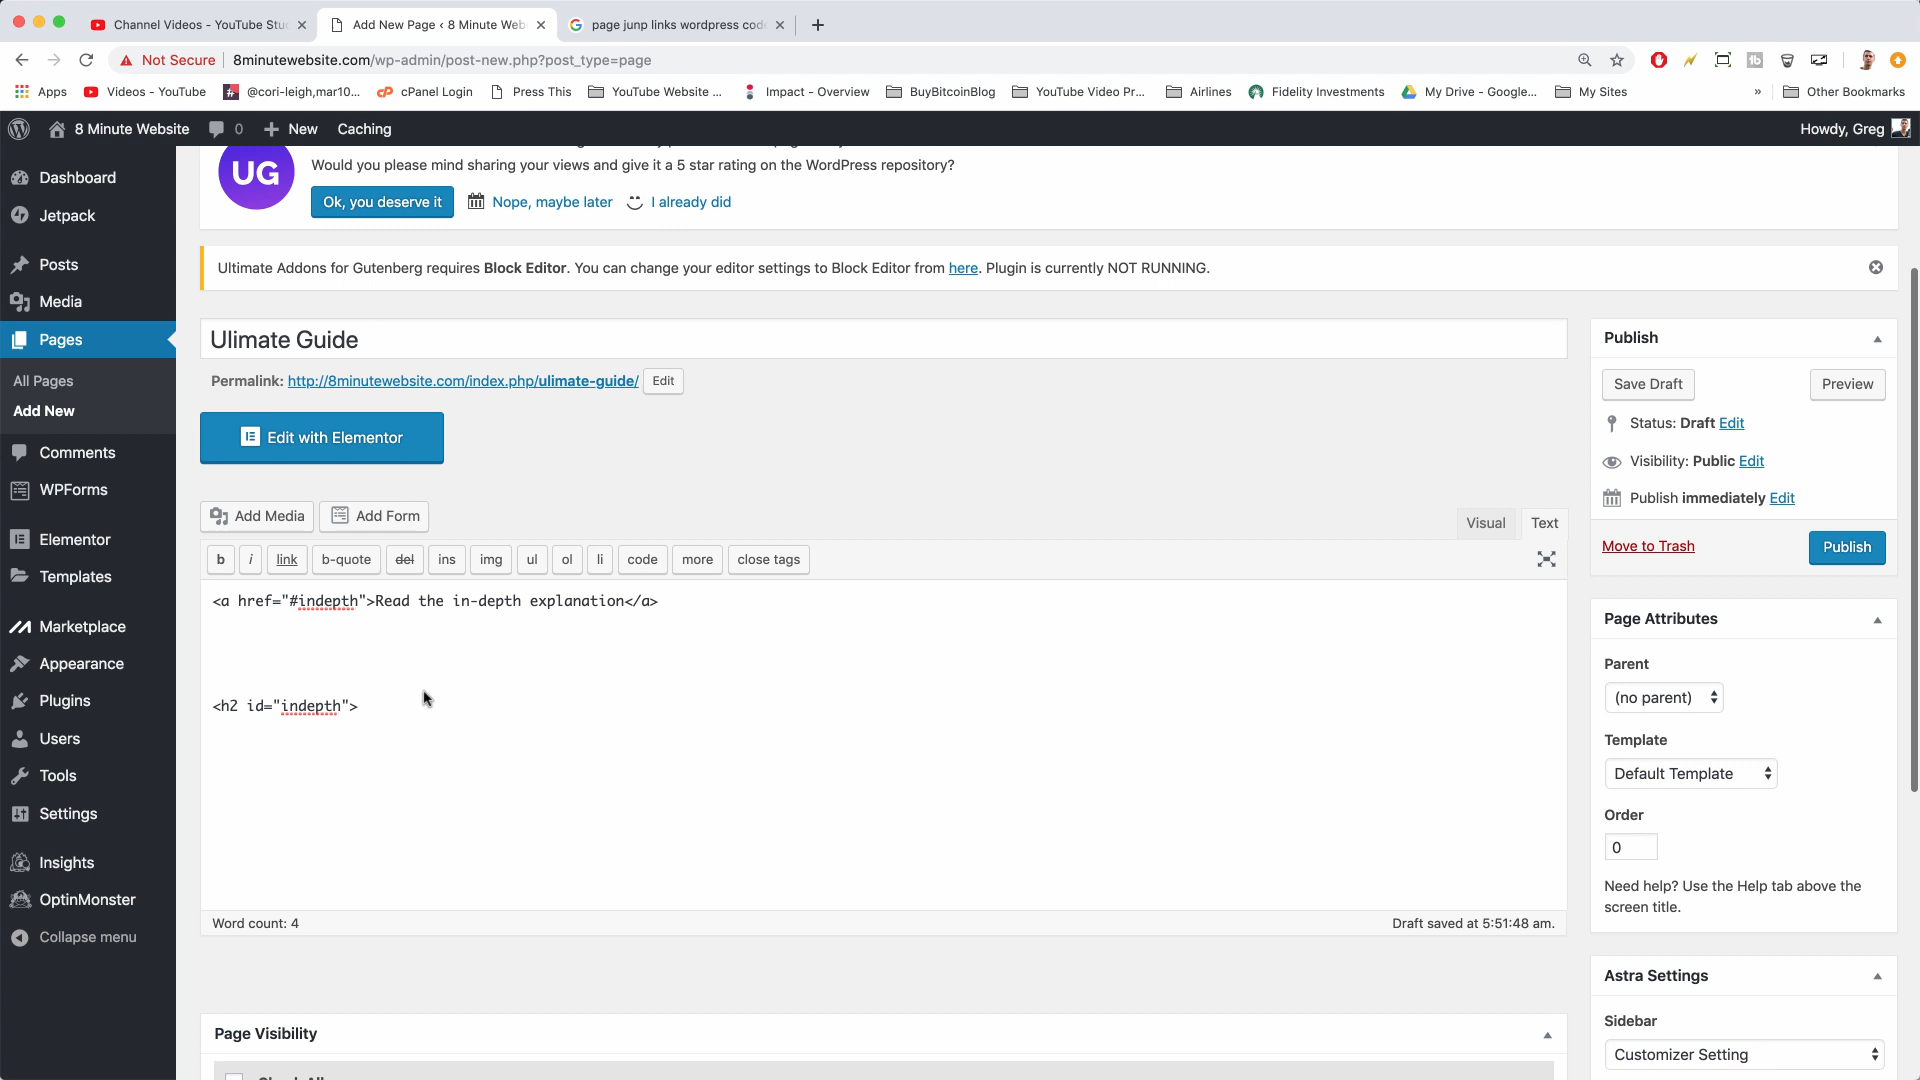 Channel Videos - YouTube Stu
Add New Page ‹ 8 Minute Web
page junp links wordpress cod
Not Secure
8minutewebsite.com/wp-admin/post-new.php?post_type=page
Apps
Videos - YouTube
@cori-leigh,mar10...
cPanel Login
Press This
YouTube Website ...
Impact - Overview
BuyBitcoinBlog
YouTube Video Pr...
Airlines
Fidelity Investments
My Drive - Google...
My Sites
»
Other Bookmarks
8 Minute Website
0
New
Caching
Howdy, Greg
Dashboard
Jetpack
Posts
Media
Pages
All Pages
Add New
Comments
WPForms
Elementor
Templates
Marketplace
Appearance
Plugins
Users
Tools
Settings
Insights
OptinMonster
Collapse menu
UG
Would you please mind sharing your views and give it a 5 star rating on the WordPress repository?
Ok, you deserve it
Nope, maybe later
I already did
Ultimate Addons for Gutenberg requires Block Editor. You can change your editor settings to Block Editor from here. Plugin is currently NOT RUNNING.
Ulimate Guide
Permalink: http://8minutewebsite.com/index.php/ulimate-guide/ Edit
Edit with Elementor
Add Media
Add Form
Visual
Text
b
i
link
b-quote
del
ins
img
ul
ol
li
code
more
close tags
<a href="#indepth">Read the in-depth explanation</a>
<h2 id="indepth">
Word count: 4
Draft saved at 5:51:48 am.
Page Visibility
Publish
Save Draft
Preview
Status: Draft Edit
Visibility: Public Edit
Publish immediately Edit
Move to Trash
Publish
Page Attributes
Parent
(no parent)
Template
Default Template
Order
0
Need help? Use the Help tab above the
screen title.
Astra Settings
Sidebar
Customizer Setting